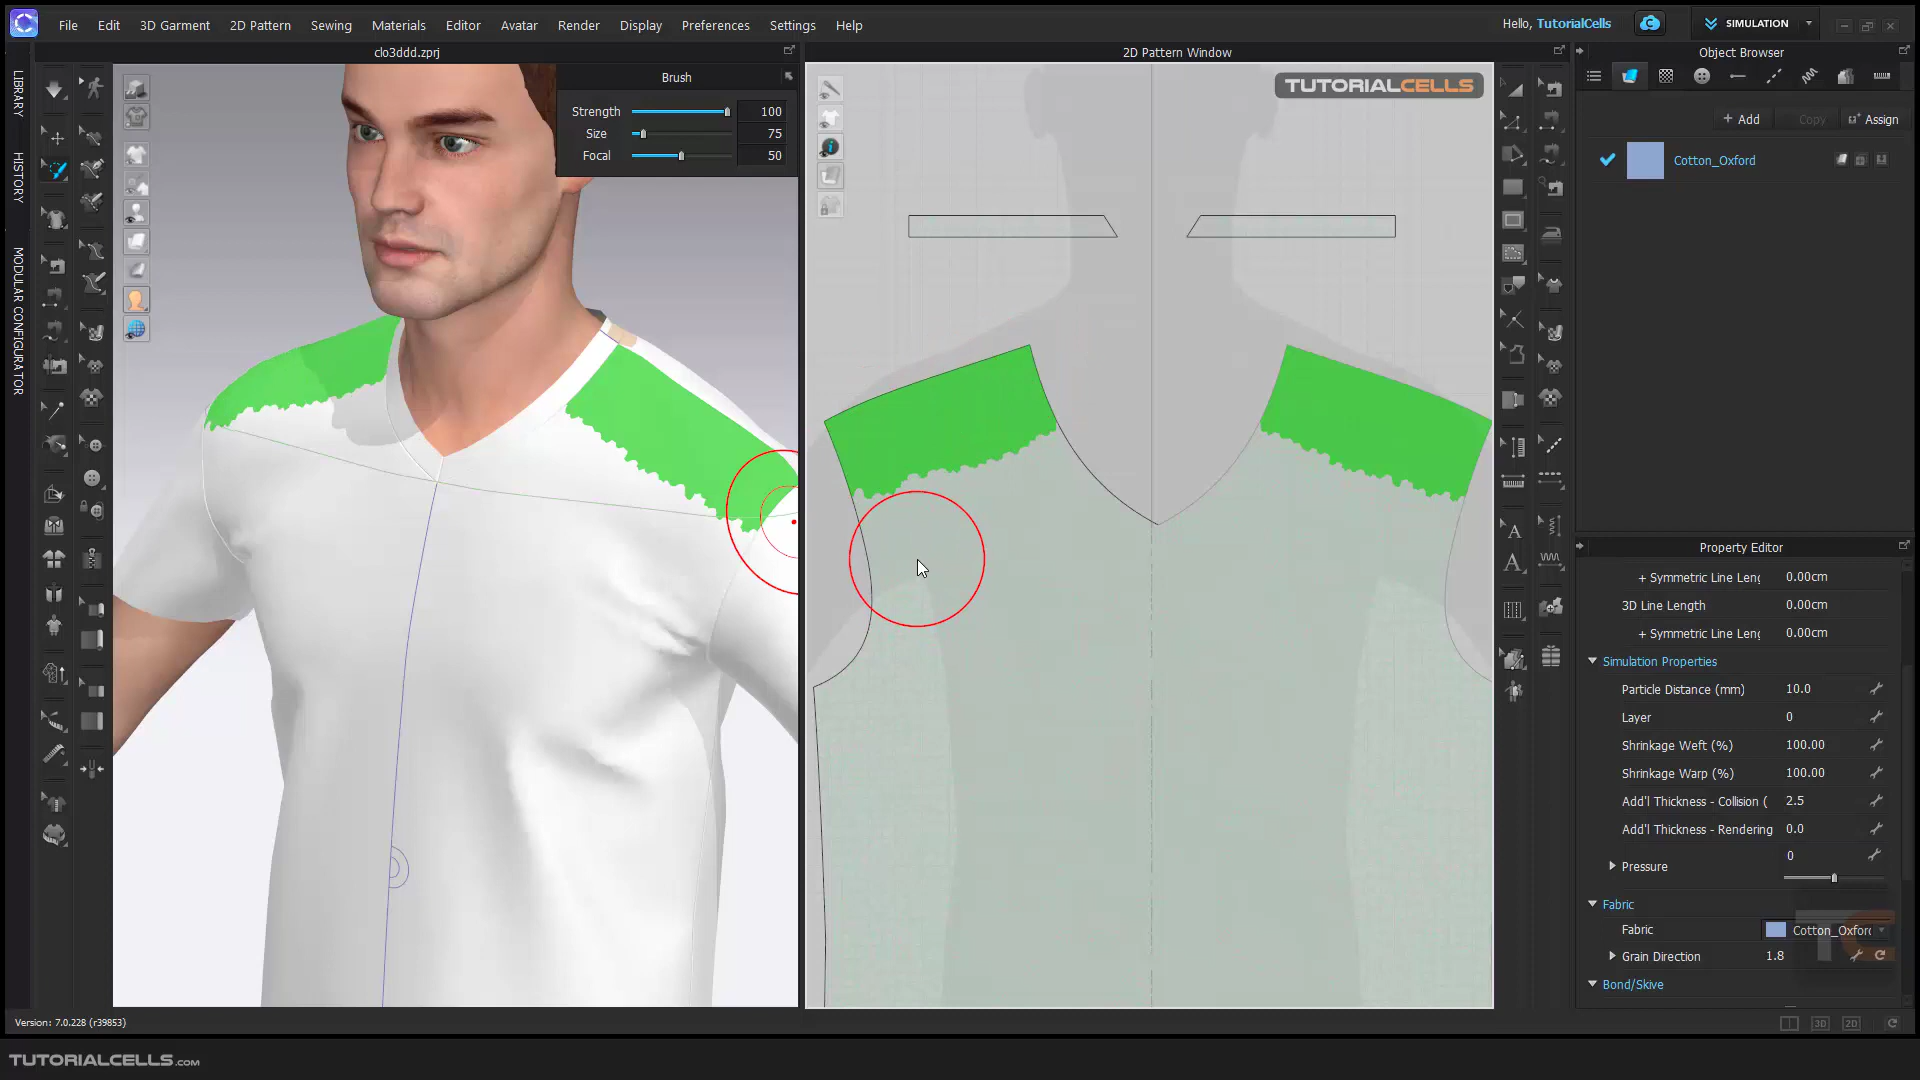 File Edit 3D Garment 2D Pattern Sewing Materials Editor Avatar Render Display Preferences Settings Help
Hello, TutorialCells
SIMULATION
clo3ddd.zprj
2D Pattern Window
Object Browser
LIBRARY
HISTORY
MODULAR CONFIGURATOR
Brush
Strength 100
Size 75
Focal 50
TUTORIALCELLS
+ Add Copy Assign
Cotton_Oxford
Property Editor
+ Symmetric Line Leng 0.00cm
3D Line Length 0.00cm
+ Symmetric Line Leng 0.00cm
Simulation Properties
Particle Distance (mm) 10.0
Layer 0
Shrinkage Weft (%) 100.00
Shrinkage Warp (%) 100.00
Add'l Thickness - Collision ( 2.5
Add'l Thickness - Rendering 0.0
Pressure 0
Fabric
Fabric Cotton_Oxford
Grain Direction 1.8
Bond/Skive
Version: 7.0.228 (r39853)
3D 2D
TUTORIALCELLS.COM